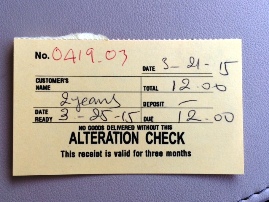 No. 0419.03
DATE 3-21-15
CUSTOMER'S NAME
TOTAL 12.00
2 jeans
DEPOSIT —
DATE READY 3-25-15
DUE 12.00
NO GOODS DELIVERED WITHOUT THIS
ALTERATION CHECK
This receipt is valid for three months